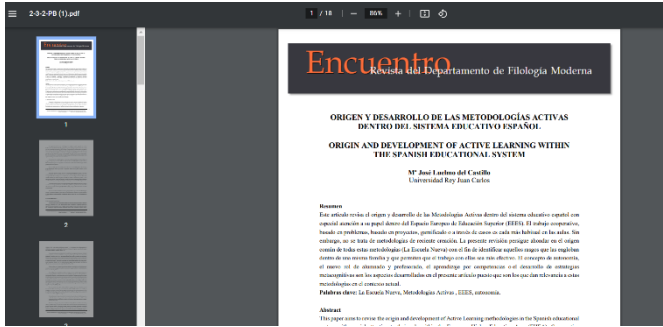 2-3-2-PB (1).pdf
1 / 18
86%
1
2
Encuentro
Revista del Departamento de Filología Moderna
ORIGEN Y DESARROLLO DE LAS METODOLOGÍAS ACTIVAS
DENTRO DEL SISTEMA EDUCATIVO ESPAÑOL
ORIGIN AND DEVELOPMENT OF ACTIVE LEARNING WITHIN
THE SPANISH EDUCATIONAL SYSTEM
Mª José Luelmo del Castillo
Universidad Rey Juan Carlos
Resumen
Este artículo revisa el origen y desarrollo de las Metodologías Activas dentro del sistema educativo español con
especial atención a su papel dentro del Espacio Europeo de Educación Superior (EEES). El trabajo cooperativo,
basado en problemas, basado en proyectos, gamificado o a través de casos es cada más habitual en las aulas. Sin
embargo, no se trata de metodologías de reciente creación. La presente revisión persigue ahondar en el origen
común de todas estas metodologías (La Escuela Nueva) con el fin de identificar aquellos rasgos que las engloban
dentro de una misma familia y que permiten que el trabajo con ellas sea más efectivo. El concepto de autonomía,
el nuevo rol de alumnado y profesorado, el aprendizaje por competencias o el desarrollo de estrategias
metacognitivas son los aspectos desarrollados en el presente artículo puesto que son los que dan relevancia a estas
metodologías en el contexto actual.
Palabras clave: La Escuela Nueva, Metodologías Activas , EEES, autonomía.
Abstract
This paper aims to revise the origin and development of Active Learning methodologies in the Spanish educational